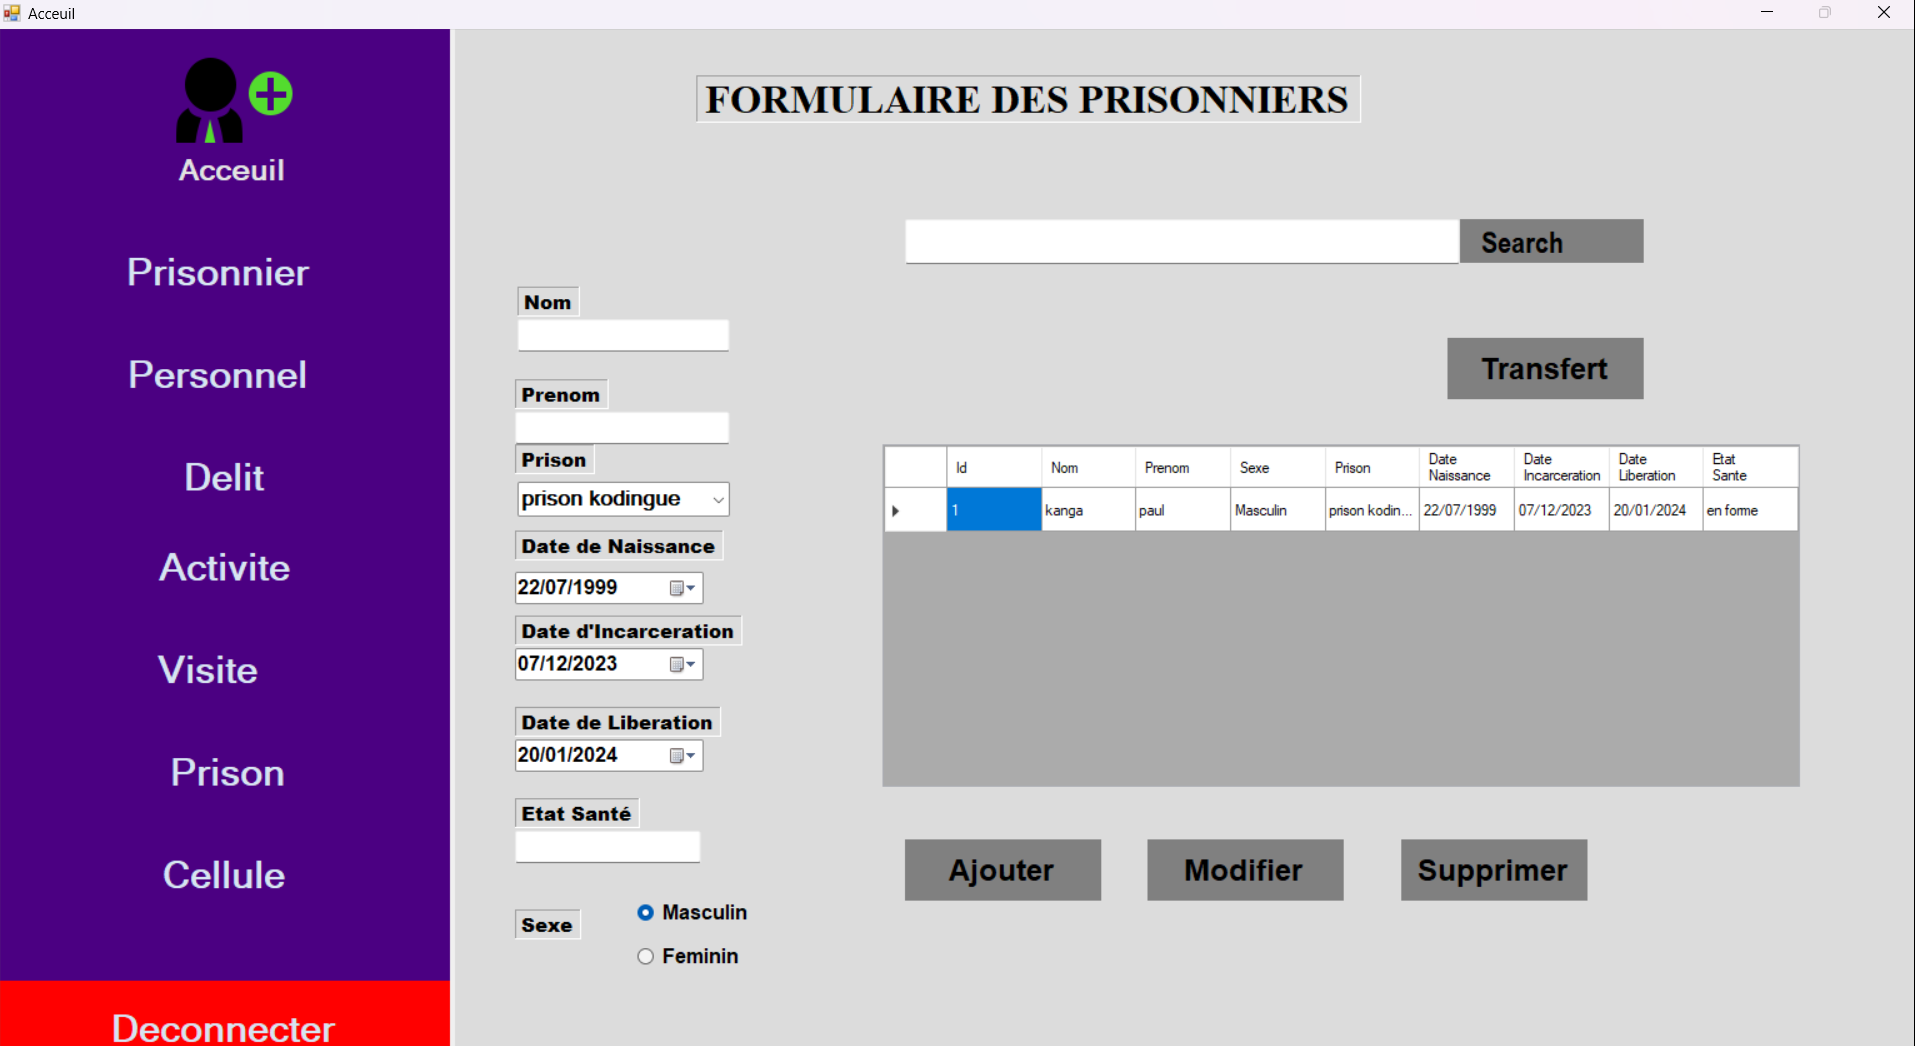 Acceuil
Acceuil
Prisonnier
Personnel
Delit
Activite
Visite
Prison
Cellule
Deconnecter
FORMULAIRE DES PRISONNIERS
Search
Transfert
Nom
Prenom
Prison
prison kodingue
Date de Naissance
22/07/1999
Date d'Incarceration
07/12/2023
Date de Liberation
20/01/2024
Etat Santé
Sexe
Masculin
Feminin
Id Nom Prenom Sexe Prison Date Naissance Date Incarceration Date Liberation Etat Sante
1 kanga paul Masculin prison kodin... 22/07/1999 07/12/2023 20/01/2024 en forme
Ajouter Modifier Supprimer